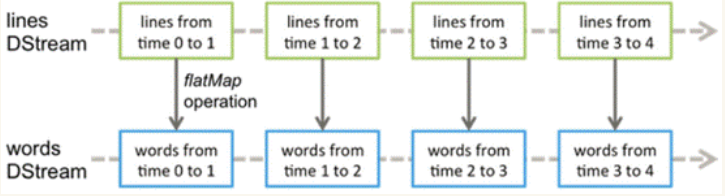 lines
DStream
lines from
time 0 to 1
lines from
time 1 to 2
lines from
time 2 to 3
lines from
time 3 to 4
flatMap
operation
words
DStream
words from
time 0 to 1
words from
time 1 to 2
words from
time 2 to 3
words from
time 3 to 4